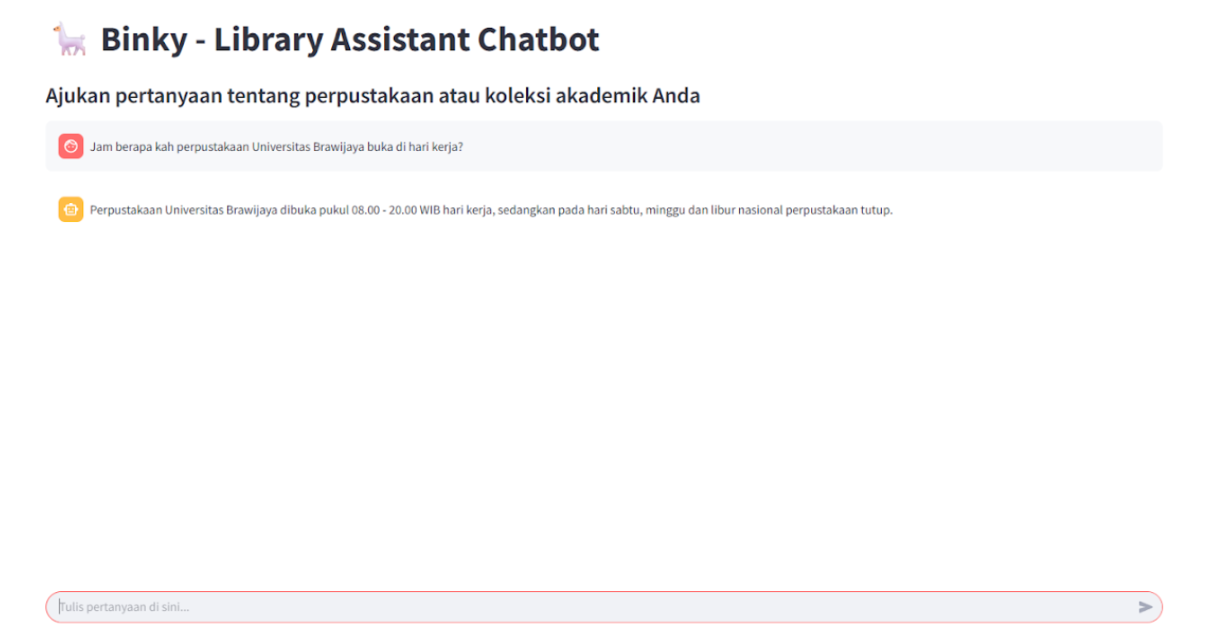 Binky - Library Assistant Chatbot
Ajukan pertanyaan tentang perpustakaan atau koleksi akademik Anda
Jam berapa kah perpustakaan Universitas Brawijaya buka di hari kerja?
Perpustakaan Universitas Brawijaya dibuka pukul 08.00 - 20.00 WIB hari kerja, sedangkan pada hari sabtu, minggu dan libur nasional perpustakaan tutup.
Tulis pertanyaan di sini...